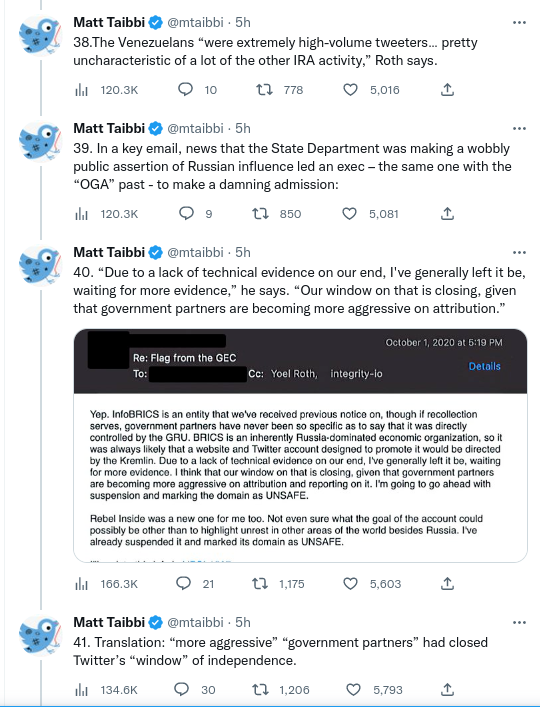 Matt Taibbi @mtaibbi · 5h
38.The Venezuelans “were extremely high-volume tweeters… pretty
uncharacteristic of a lot of the other IRA activity,” Roth says.
120.3K 10 778 5,016
Matt Taibbi @mtaibbi · 5h
39. In a key email, news that the State Department was making a wobbly
public assertion of Russian influence led an exec – the same one with the
“OGA” past - to make a damning admission:
120.3K 9 850 5,081
Matt Taibbi @mtaibbi · 5h
40. “Due to a lack of technical evidence on our end, I've generally left it be,
waiting for more evidence,” he says. “Our window on that is closing, given
that government partners are becoming more aggressive on attribution.”
October 1, 2020 at 5:19 PM
Re: Flag from the GEC
Details
To: Cc: Yoel Roth, integrity-io
Yep. InfoBRICS is an entity that we've received previous notice on, though if recollection
serves, government partners have never been so specific as to say that it was directly
controlled by the GRU. BRICS is an inherently Russia-dominated economic organization, so it
was always likely that a website and Twitter account designed to promote it would be directed
by the Kremlin. Due to a lack of technical evidence on our end, I've generally left it be, waiting
for more evidence. I think that our window on that is closing, given that government partners
are becoming more aggressive on attribution and reporting on it. I'm going to go ahead with
suspension and marking the domain as UNSAFE.
Rebel Inside was a new one for me too. Not even sure what the goal of the account could
possibly be other than to highlight unrest in other areas of the world besides Russia. I've
already suspended it and marked its domain as UNSAFE.
166.3K 21 1,175 5,603
Matt Taibbi @mtaibbi · 5h
41. Translation: “more aggressive” “government partners” had closed
Twitter’s “window” of independence.
134.6K 30 1,206 5,793